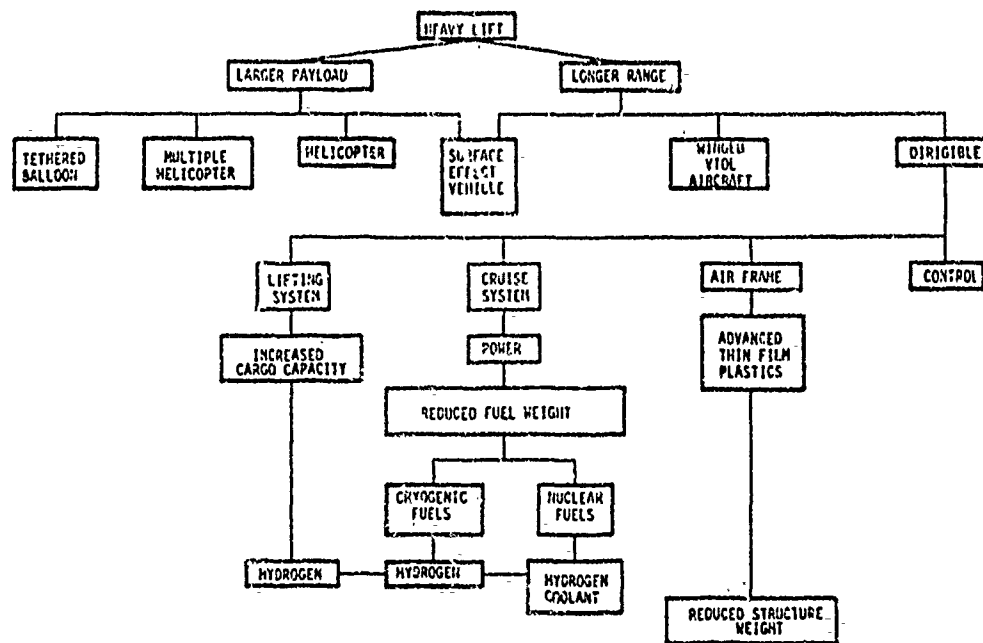 HEAVY LIFT
LARGER PAYLOAD
LONGER RANGE
TETHERED
BALLOON
MULTIPLE
HELICOPTER
HELICOPTER
SURFACE
EFFECT
VEHICLE
WINGED
VTOL
AIRCRAFT
DIRIGIBLE
LIFTING
SYSTEM
CRUISE
SYSTEM
AIR FRAME
CONTROL
INCREASED
CARGO CAPACITY
POWER
ADVANCED
THIN FILM
PLASTICS
REDUCED FUEL WEIGHT
CRYOGENIC
FUELS
NUCLEAR
FUELS
HYDROGEN
HYDROGEN
HYDROGEN
COOLANT
REDUCED STRUCTURE
WEIGHT